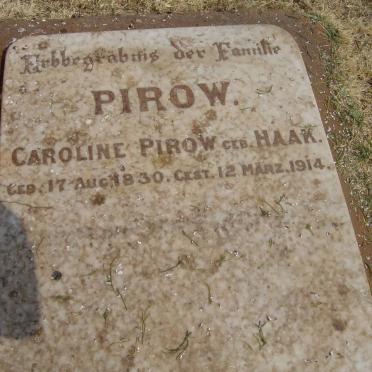 Erbbegräbnis der Familie
PIROW.
CAROLINE PIROW GEB. HAAK.
GEB. 17 AUG. 1830. GEST. 12 MÄRZ. 1914.